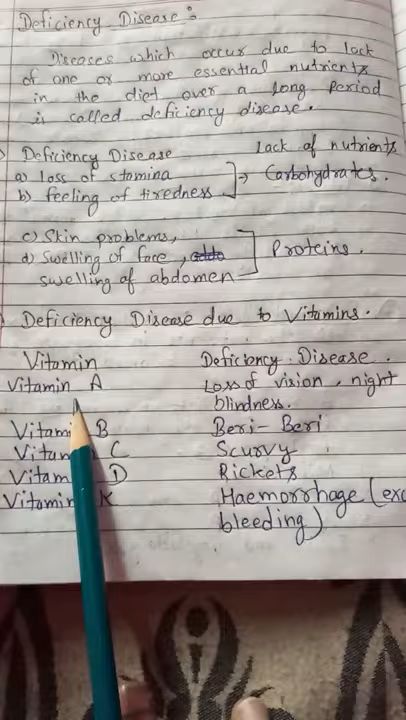 Deficiency Disease :
Diseases which occur due to lack
of one or more essential nutrients
in the diet over a long period
is called deficiency disease.
Deficiency Disease Lack of nutrients
a) loss of stamina
b) feeling of tiredness → Carbohydrates.
c) Skin problems,
d) Swelling of face, Proteins.
swelling of abdomen
Deficiency Disease due to Vitamins.
Vitamin Deficiency Disease.
Vitamin A Loss of vision, night
blindness.
Vitami B Beri-Beri
Vita C Scurvy
Vitam D Rickets
Vitamin K Haemorrhage (exc
bleeding)